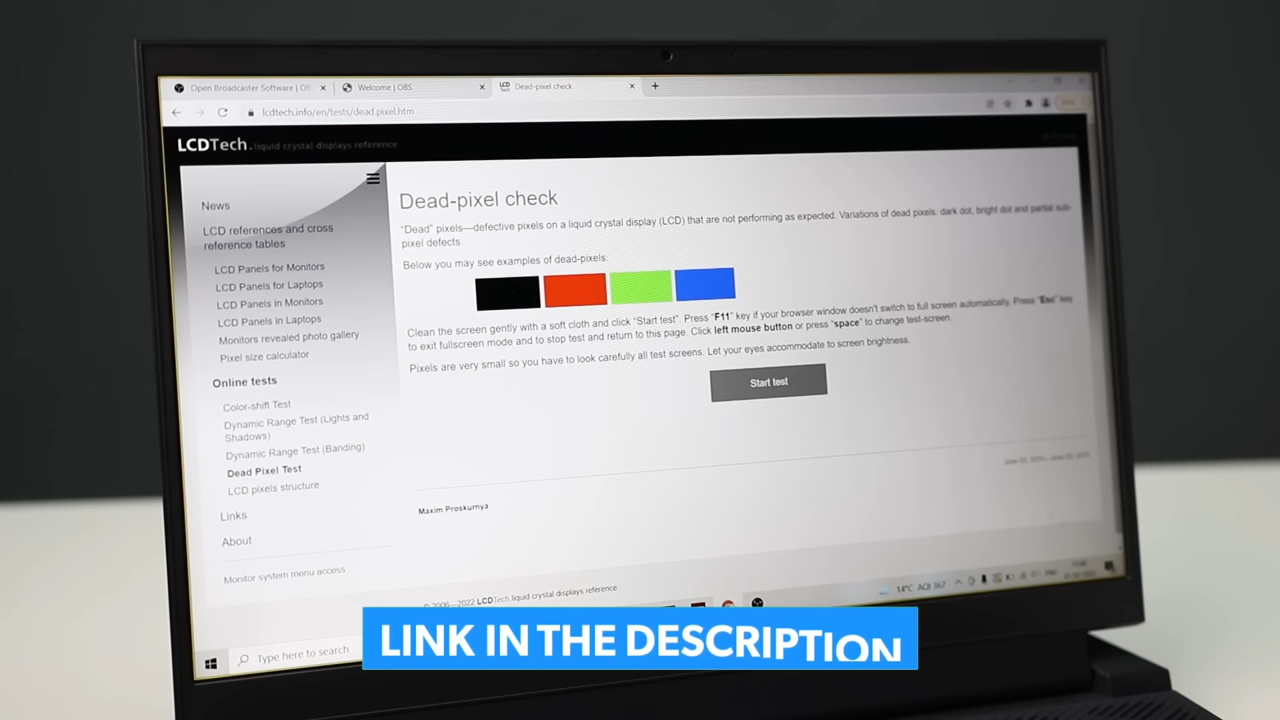 Open Broadcaster Software | OBS
Welcome | OBS
Dead-pixel check
lcdtech.info/en/tests/dead.pixel.htm
LCDTech.liquid crystal displays reference
News
LCD references and cross
reference tables
LCD Panels for Monitors
LCD Panels for Laptops
LCD Panels in Monitors
LCD Panels in Laptops
Monitors revealed photo gallery
Pixel size calculator
Online tests
Color-shift Test
Dynamic Range Test (Lights and
Shadows)
Dynamic Range Test (Banding)
Dead Pixel Test
LCD pixels structure
Links
About
Monitor system menu access
Dead-pixel check
“Dead” pixels—defective pixels on a liquid crystal display (LCD) that are not performing as expected. Variations of dead pixels: dark dot, bright dot and partial sub-
pixel defects.
Below you may see examples of dead-pixels:
Clean the screen gently with a soft cloth and click “Start test”. Press “F11” key if your browser window doesn't switch to full screen automatically. Press “Esc” key
to exit fullscreen mode and to stop test and return to this page. Click left mouse button or press “space” to change test-screen.
Pixels are very small so you have to look carefully all test screens. Let your eyes accommodate to screen brightness.
Start test
Maxim Proskurnya
© 2006—2022 LCDTech.liquid crystal displays reference
Type here to search
14°C AQI 367
LINK IN THE DESCRIPTION